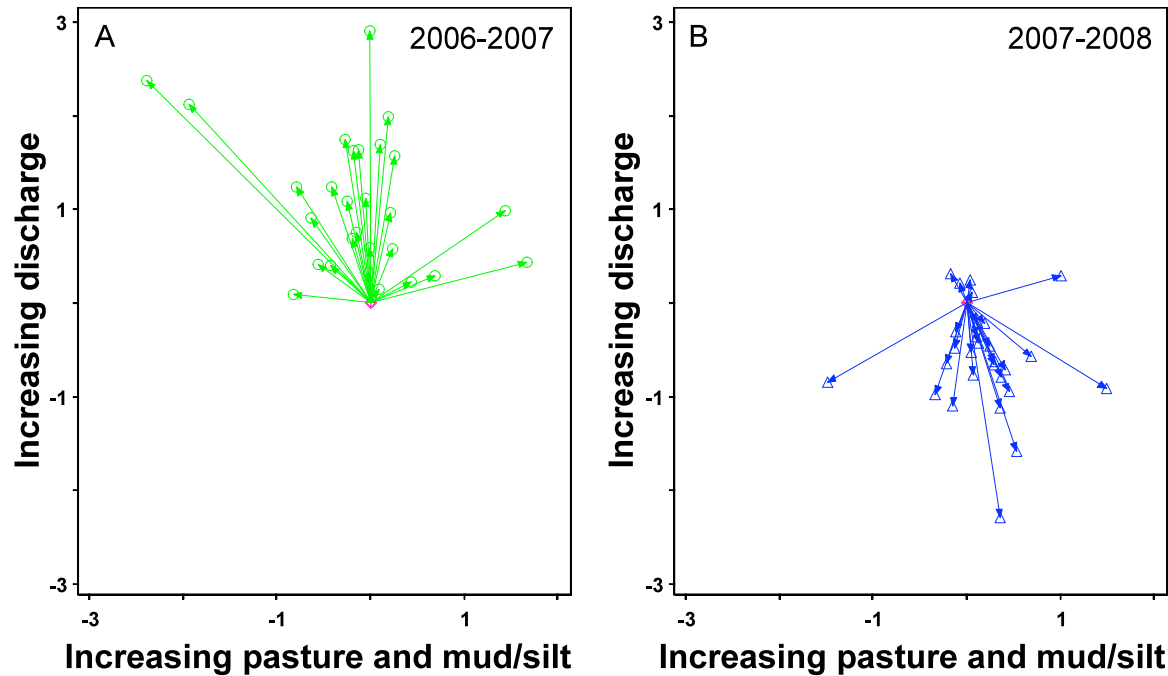 A
2006-2007
3
1
-1
-3
-3
-1
1
Increasing discharge
Increasing pasture and mud/silt
B
2007-2008
3
1
-1
-3
-3
-1
1
Increasing discharge
Increasing pasture and mud/silt